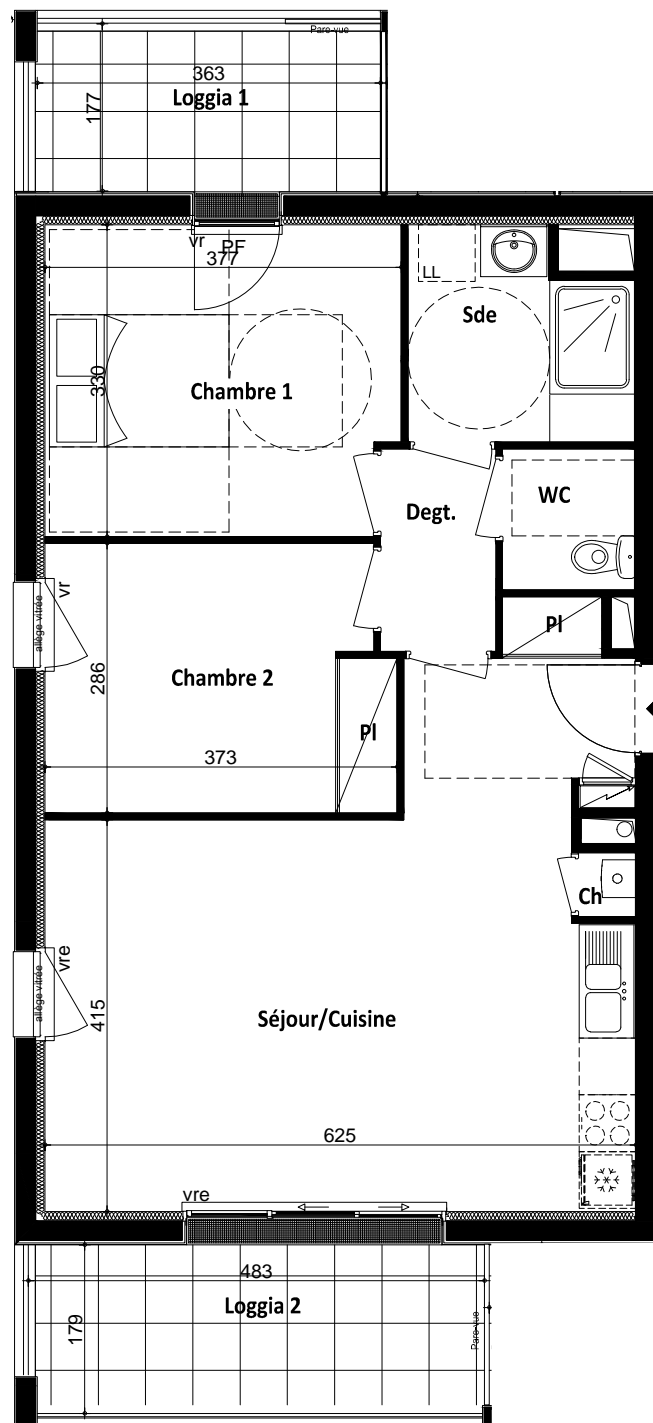 Pare-vue
363
Loggia 1
177
vr
PF
377
LL
Sde
330
Chambre 1
Degt.
WC
vr
allège vitrée
Pl
286
Chambre 2
Pl
373
Ch
vre
allège vitrée
415
Séjour/Cuisine
625
vre
483
Loggia 2
179
Pare-vue